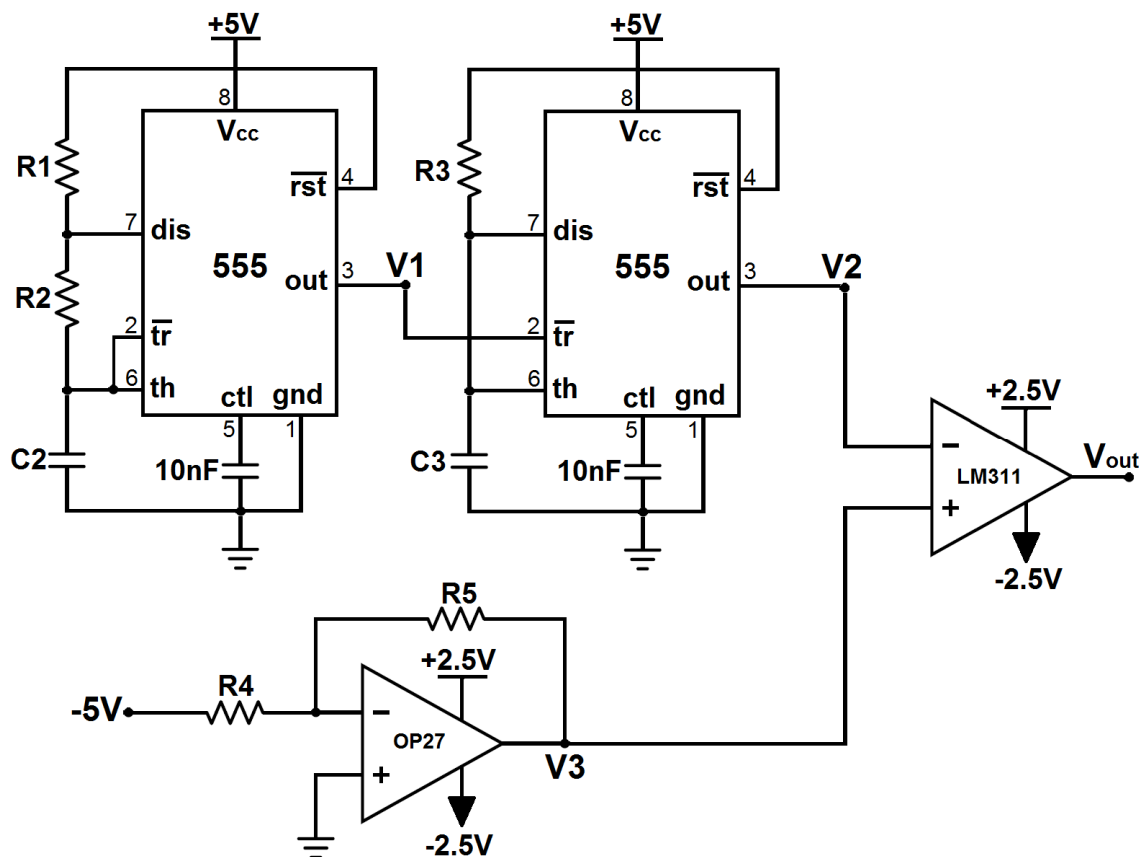 +5V
+5V
8
Vcc
8
Vcc
R1
rst
4
R3
rst
4
7
dis
7
dis
555
V1
555
V2
R2
out
3
out
3
2
tr
2
tr
6
th
6
th
ctl
gnd
ctl
gnd
+2.5V
C2
5
1
C3
5
1
10nF
10nF
−
LM311
Vout
+
-2.5V
R5
+2.5V
R4
-5V
−
OP27
V3
+
-2.5V